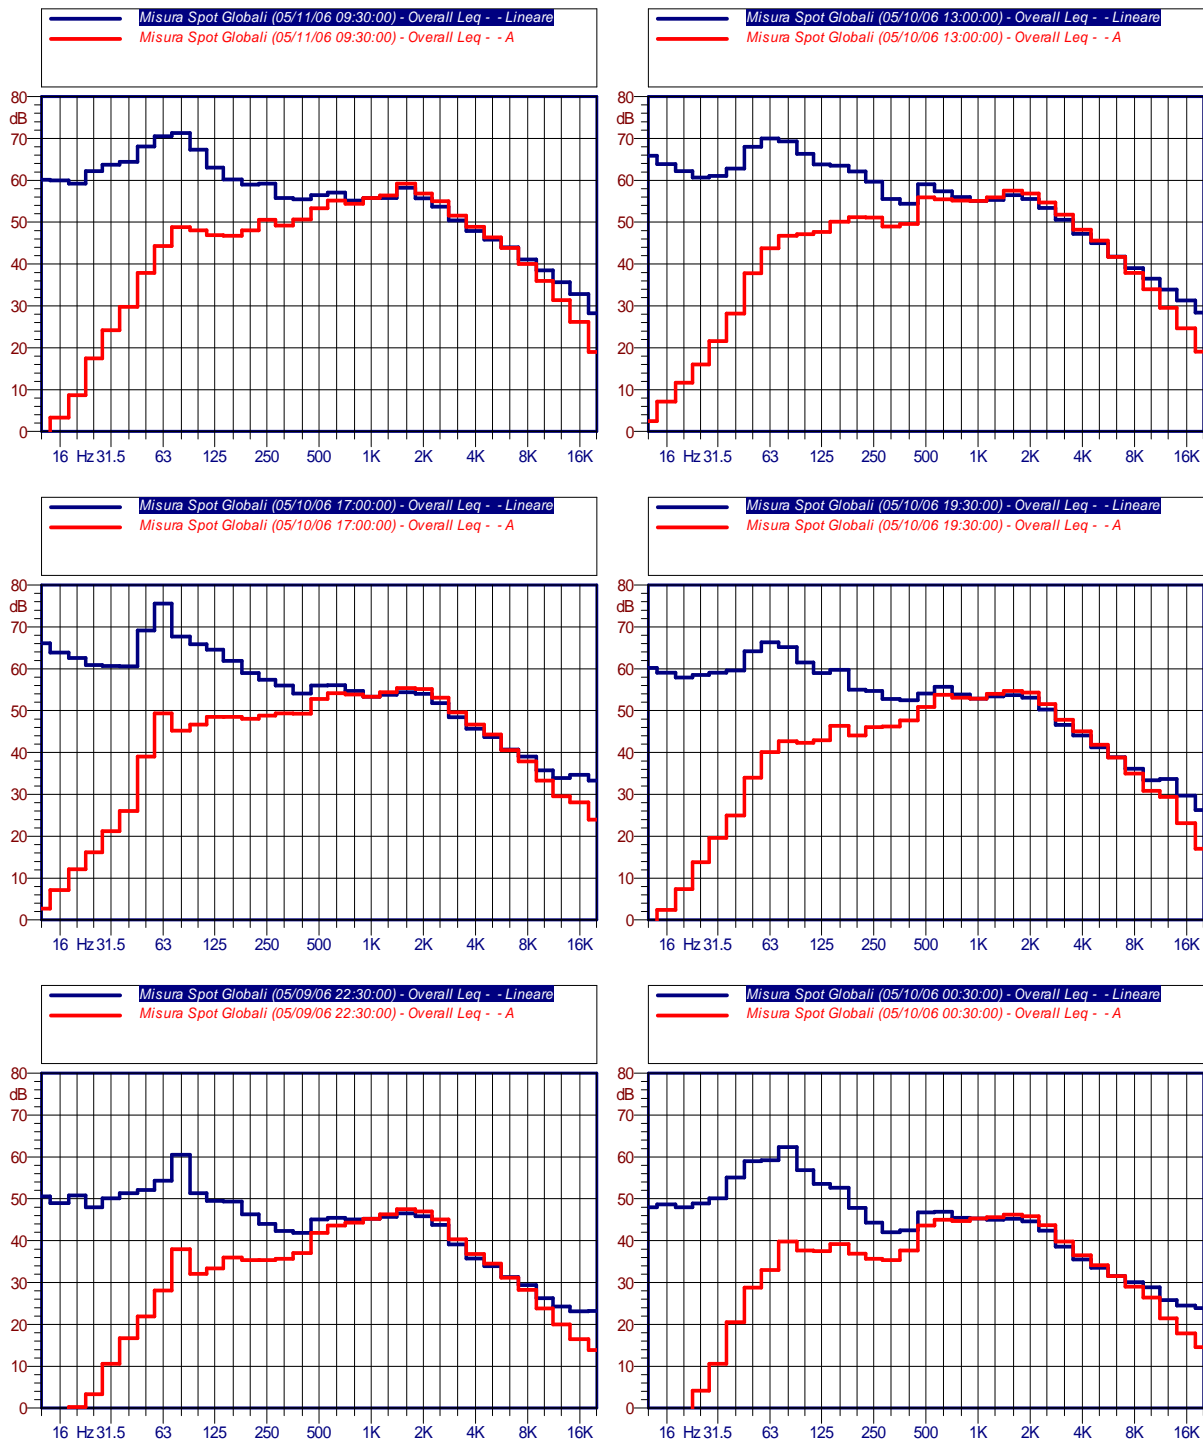 Misura Spot Globali (05/11/06 09:30:00) - Overall Leq - - Lineare
Misura Spot Globali (05/11/06 09:30:00) - Overall Leq - - A
80
dB
70
60
50
40
30
20
10
0
16 Hz 31.5 63 125 250 500 1K 2K 4K 8K 16K
Misura Spot Globali (05/10/06 13:00:00) - Overall Leq - - Lineare
Misura Spot Globali (05/10/06 13:00:00) - Overall Leq - - A
80
dB
70
60
50
40
30
20
10
0
16 Hz 31.5 63 125 250 500 1K 2K 4K 8K 16K
Misura Spot Globali (05/10/06 17:00:00) - Overall Leq - - Lineare
Misura Spot Globali (05/10/06 17:00:00) - Overall Leq - - A
80
dB
70
60
50
40
30
20
10
0
16 Hz 31.5 63 125 250 500 1K 2K 4K 8K 16K
Misura Spot Globali (05/10/06 19:30:00) - Overall Leq - - Lineare
Misura Spot Globali (05/10/06 19:30:00) - Overall Leq - - A
80
dB
70
60
50
40
30
20
10
0
16 Hz 31.5 63 125 250 500 1K 2K 4K 8K 16K
Misura Spot Globali (05/09/06 22:30:00) - Overall Leq - - Lineare
Misura Spot Globali (05/09/06 22:30:00) - Overall Leq - - A
80
dB
70
60
50
40
30
20
10
0
16 Hz 31.5 63 125 250 500 1K 2K 4K 8K 16K
Misura Spot Globali (05/10/06 00:30:00) - Overall Leq - - Lineare
Misura Spot Globali (05/10/06 00:30:00) - Overall Leq - - A
80
dB
70
60
50
40
30
20
10
0
16 Hz 31.5 63 125 250 500 1K 2K 4K 8K 16K